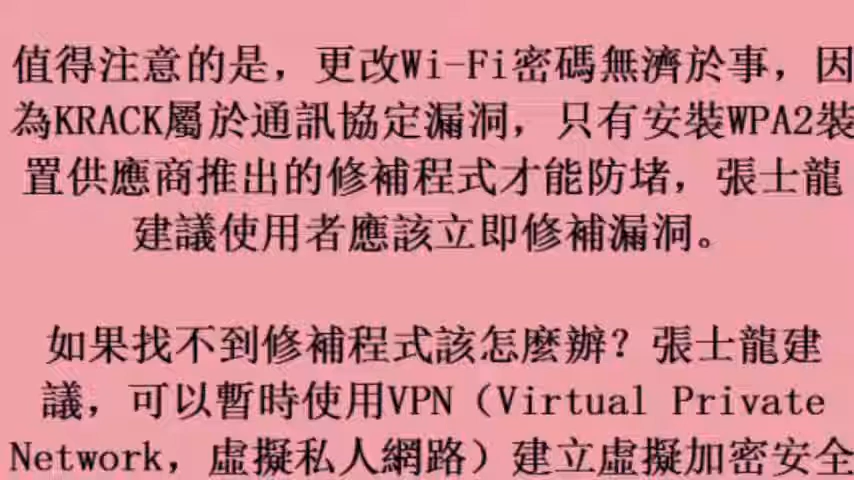 值得注意的是，更改Wi-Fi密碼無濟於事，因
為KRACK屬於通訊協定漏洞，只有安裝WPA2裝
置供應商推出的修補程式才能防堵，張士龍
建議使用者應該立即修補漏洞。
如果找不到修補程式該怎麼辦？張士龍建
議，可以暫時使用VPN（Virtual Private
Network，虛擬私人網路）建立虛擬加密安全